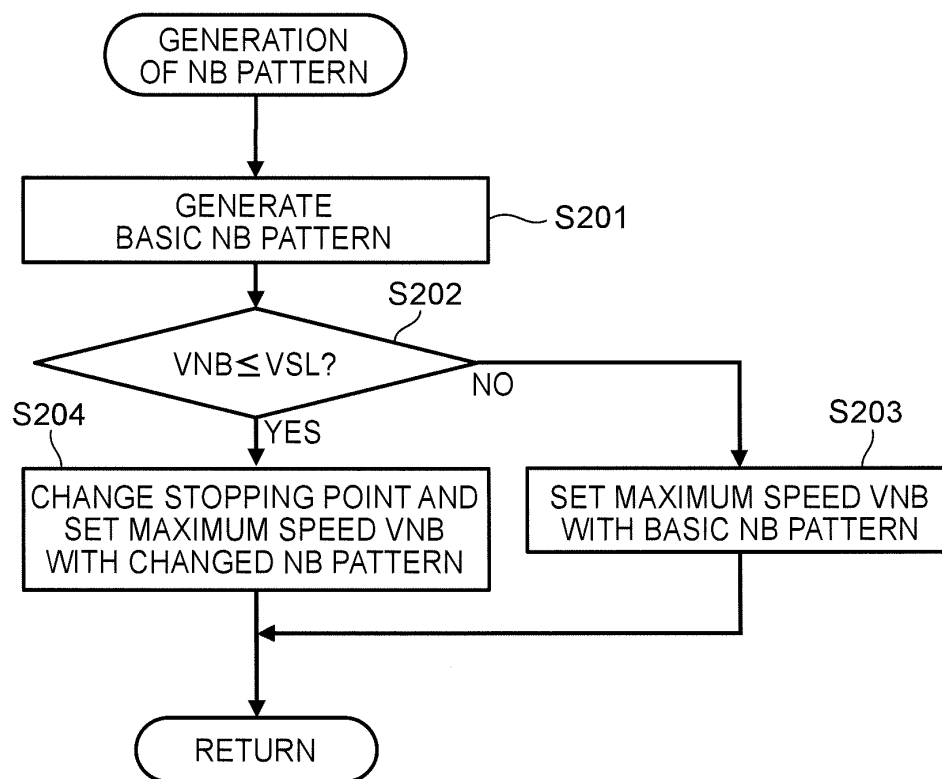 GENERATION
OF NB PATTERN
GENERATE
BASIC NB PATTERN
S201
S202
VNB≦VSL?
NO
YES
S204
CHANGE STOPPING POINT AND
SET MAXIMUM SPEED VNB
WITH CHANGED NB PATTERN
S203
SET MAXIMUM SPEED VNB
WITH BASIC NB PATTERN
RETURN